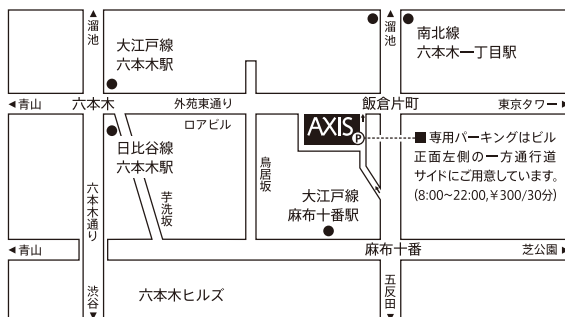 ▲溜池
▲溜池
大江戸線
六本木駅
南北線
六本木一丁目駅
◀青山
六本木
外苑東通り
飯倉片町
東京タワー▶
ロアビル
AXIS
P
日比谷線
六本木駅
■専用パーキングはビル
正面左側の一方通行道
サイドにご用意しています。
(8:00~22:00,¥300/30分)
鳥居坂
六本木通り
芋洗坂
大江戸線
麻布十番駅
◀青山
麻布十番
芝公園▶
渋谷▼
六本木ヒルズ
五反田▼